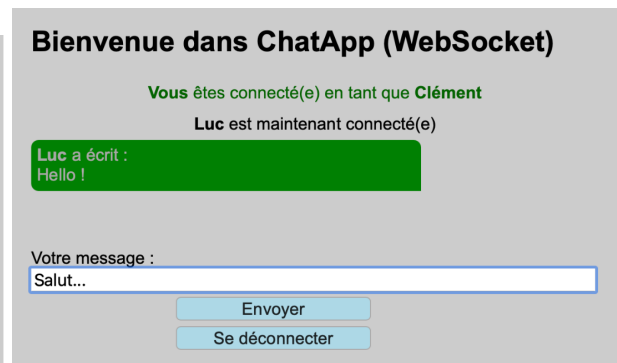 Bienvenue dans ChatApp (WebSocket)
Vous êtes connecté(e) en tant que Clément
Luc est maintenant connecté(e)
Luc a écrit :
Hello !
Votre message :
Salut...
Envoyer
Se déconnecter